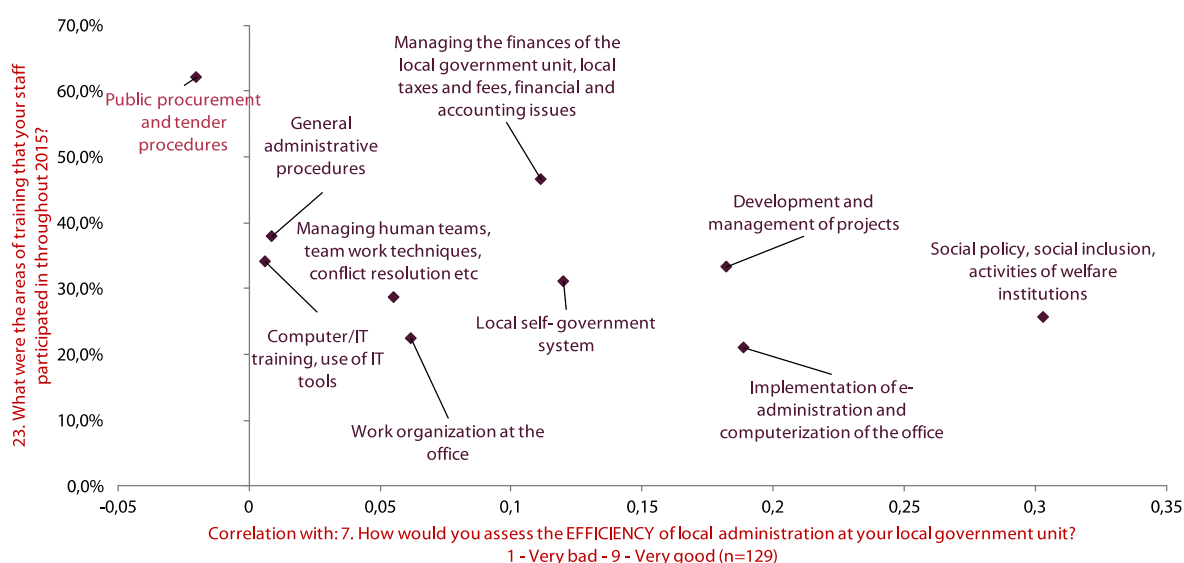 23. What were the areas of training that your staff
participated in throughout 2015?
70,0%
60,0%
50,0%
40,0%
30,0%
20,0%
10,0%
0,0%
Public procurement
and tender
procedures
General
administrative
procedures
Managing the finances of the
local government unit, local
taxes and fees, financial and
accounting issues
Managing human teams,
team work techniques,
conflict resolution etc
Development and
management of projects
Social policy, social inclusion,
activities of welfare
institutions
Computer/IT
training, use of IT
tools
Local self-government
system
Work organization at the
office
Implementation of e-
administration and
computerization of the office
-0,05
0
0,05
0,1
0,15
0,2
0,25
0,3
0,35
Correlation with: 7. How would you assess the EFFICIENCY of local administration at your local government unit?
1 - Very bad - 9 - Very good (n=129)